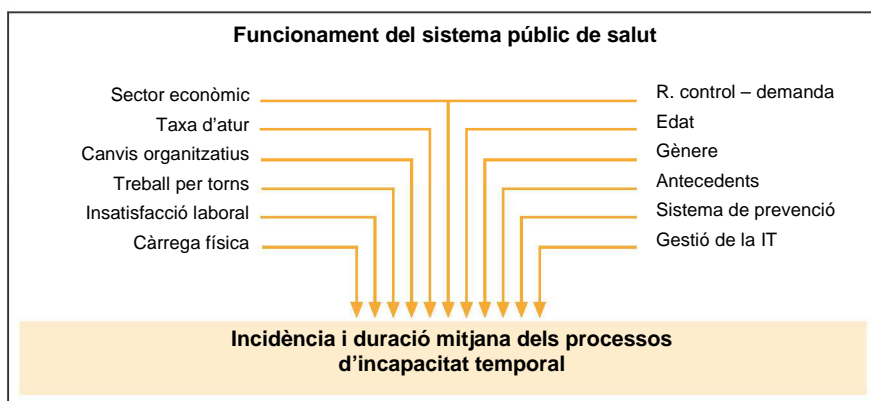 Funcionament del sistema públic de salut
Sector econòmic
Taxa d'atur
Canvis organitzatius
Treball per torns
Insatisfacció laboral
Càrrega física
R. control – demanda
Edat
Gènere
Antecedents
Sistema de prevenció
Gestió de la IT
Incidència i duració mitjana dels processos
d'incapacitat temporal